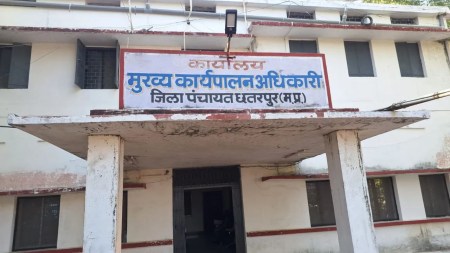 कार्यालय
मुख्य कार्यपालन अधिकारी
जिला पंचायत छतरपुर (म.प्र.)